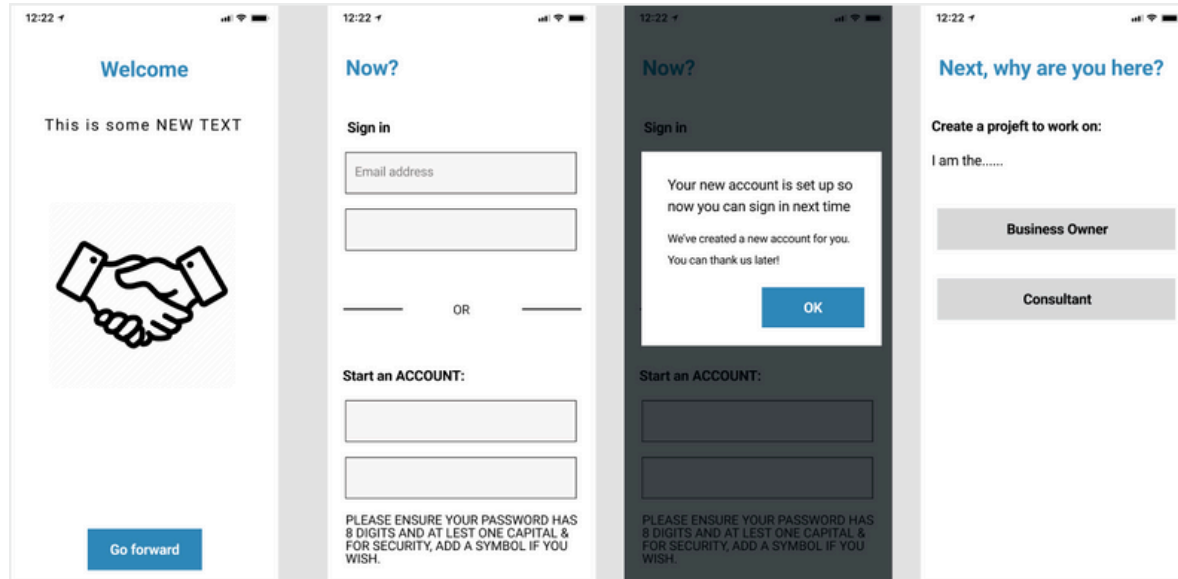 12:22
Welcome
This is some NEW TEXT
Go forward
12:22
Now?
Sign in
Email address
OR
Start an ACCOUNT:
PLEASE ENSURE YOUR PASSWORD HAS
8 DIGITS AND AT LEST ONE CAPITAL &
FOR SECURITY, ADD A SYMBOL IF YOU
WISH.
12:22
Now?
Sign in
Your new account is set up so
now you can sign in next time
We've created a new account for you.
You can thank us later!
OK
Start an ACCOUNT:
PLEASE ENSURE YOUR PASSWORD HAS
8 DIGITS AND AT LEST ONE CAPITAL &
FOR SECURITY, ADD A SYMBOL IF YOU
WISH.
12:22
Next, why are you here?
Create a projeft to work on:
I am the......
Business Owner
Consultant